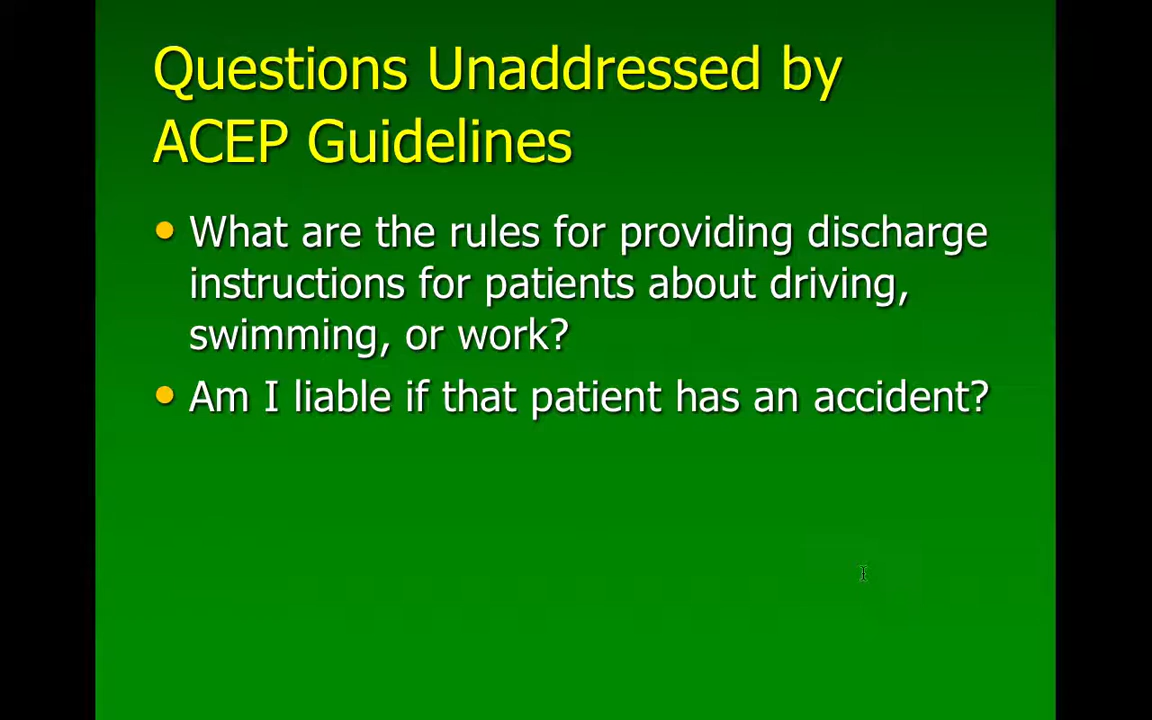 Questions Unaddressed by
ACEP Guidelines
• What are the rules for providing discharge
instructions for patients about driving,
swimming, or work?
• Am I liable if that patient has an accident?